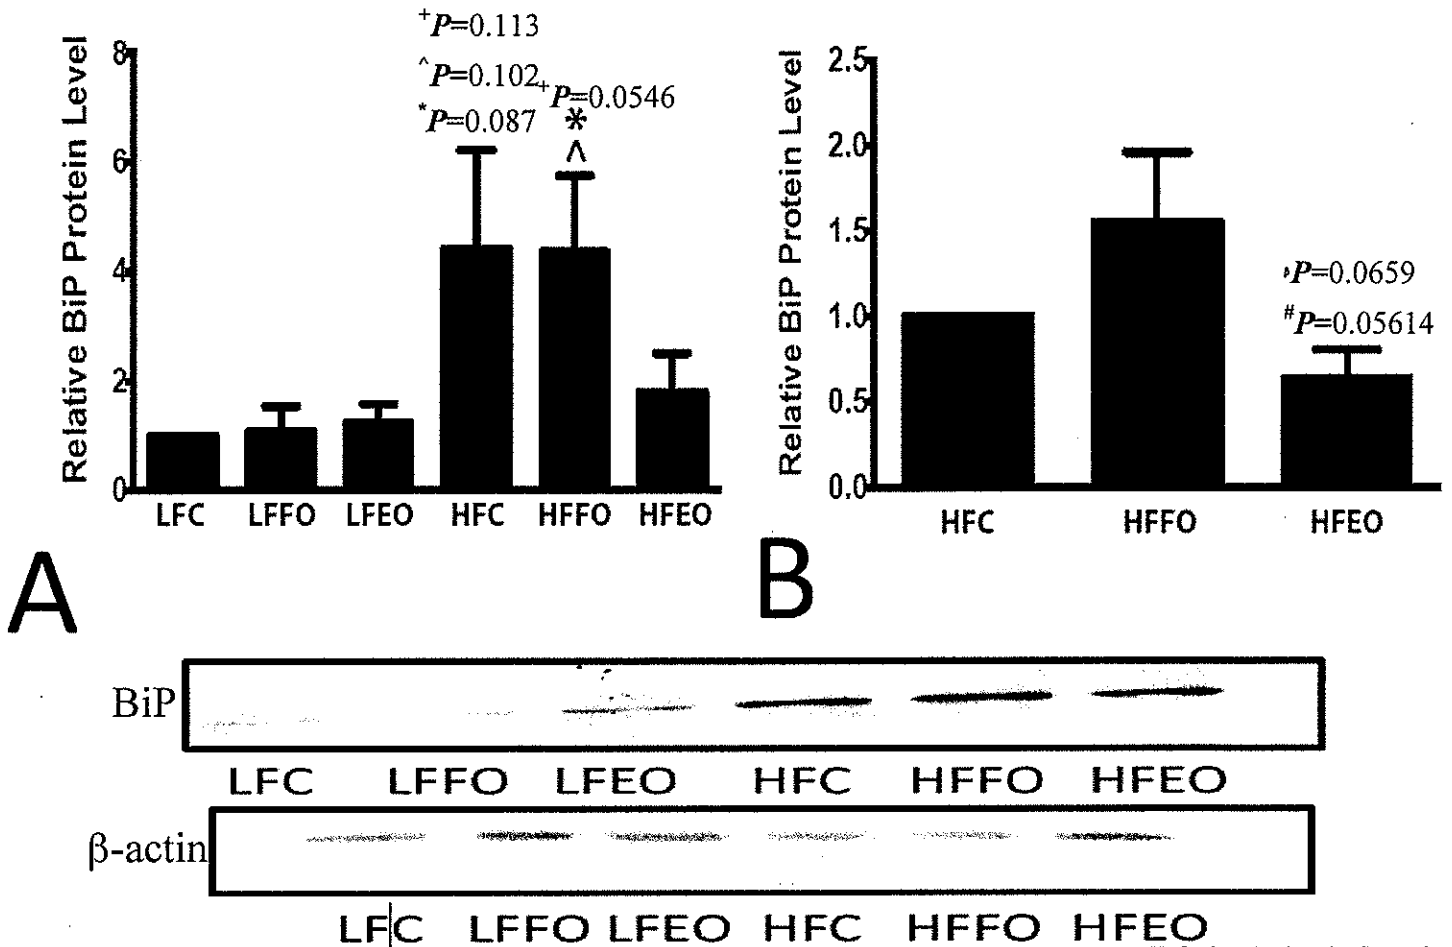 Relative BiP Protein Level
8
6
4
2
0
+P=0.113
^P=0.102
*P=0.087
+P=0.0546
*
^
LFC LFFO LFEO HFC HFFO HFEO
A
Relative BiP Protein Level
2.5
2.0
1.5
1.0
0.5
0.0
P=0.0659
#P=0.05614
HFC HFFO HFEO
B
BiP
LFC LFFO LFEO HFC HFFO HFEO
β-actin
LFC LFFO LFEO HFC HFFO HFEO